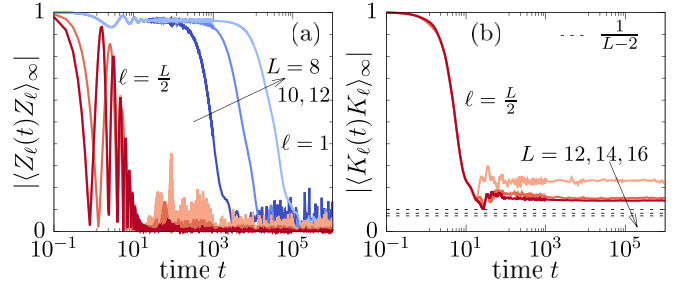 1
(a)
ℓ = L/2
L = 8
10, 12
ℓ = 1
|⟨Z_ℓ(t)Z_ℓ⟩_∞|
0
10^{-1} 10^1 10^3 10^5
time t
1
(b)
1/(L−2)
ℓ = L/2
L = 12, 14, 16
|⟨K_ℓ(t)K_ℓ⟩_∞|
0
10^{-1} 10^1 10^3 10^5
time t